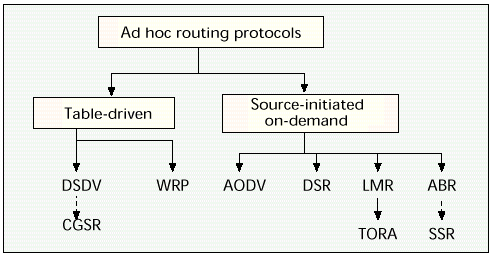 Ad hoc routing protocols
Table-driven
Source-initiated
on-demand
DSDV
WRP
AODV
DSR
LMR
ABR
CGSR
TORA
SSR